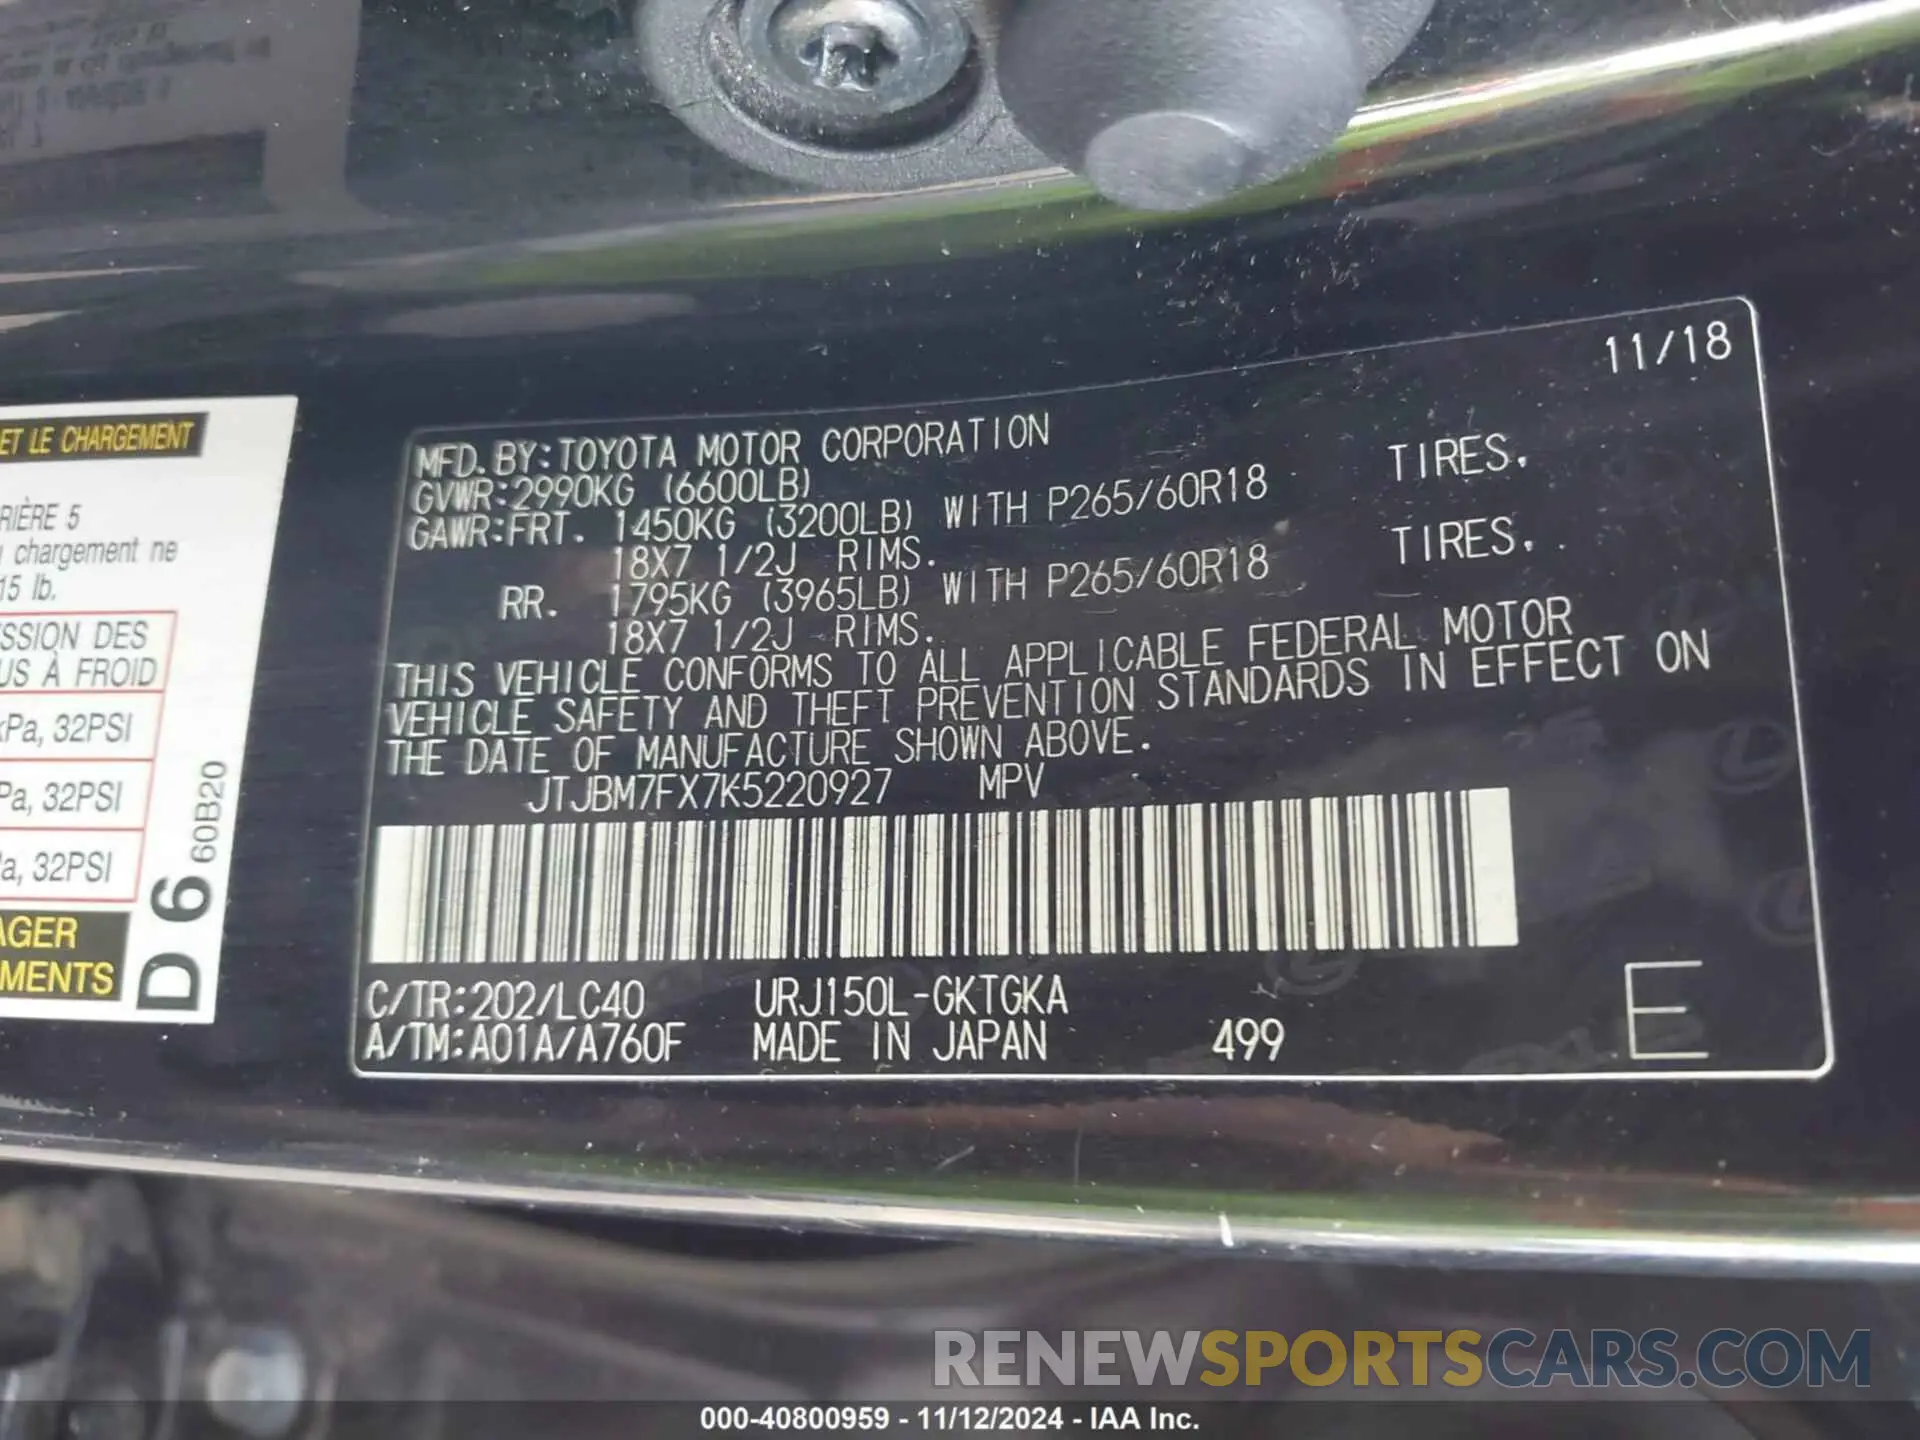 ET LE CHARGEMENT
RIÈRE 5
chargement ne
15 lb.
SSION DES
US À FROID
kPa, 32PSI
Pa, 32PSI
a, 32PSI
AGER
MENTS
D6 60B20
11/18
MFD. BY:TOYOTA MOTOR CORPORATION
GVWR:2990KG (6600LB)
GAWR:FRT. 1450KG (3200LB) WITH P265/60R18 TIRES.
18X7 1/2J RIMS.
RR. 1795KG (3965LB) WITH P265/60R18 TIRES.
18X7 1/2J RIMS.
THIS VEHICLE CONFORMS TO ALL APPLICABLE FEDERAL MOTOR
VEHICLE SAFETY AND THEFT PREVENTION STANDARDS IN EFFECT ON
THE DATE OF MANUFACTURE SHOWN ABOVE.
JTJBM7FX7K5220927 MPV
C/TR:202/LC40 URJ150L-GKTGKA
A/TM:A01A/A760F MADE IN JAPAN 499 E
RENEWSPORTSCARS.COM
000-40800959 - 11/12/2024 - IAA Inc.